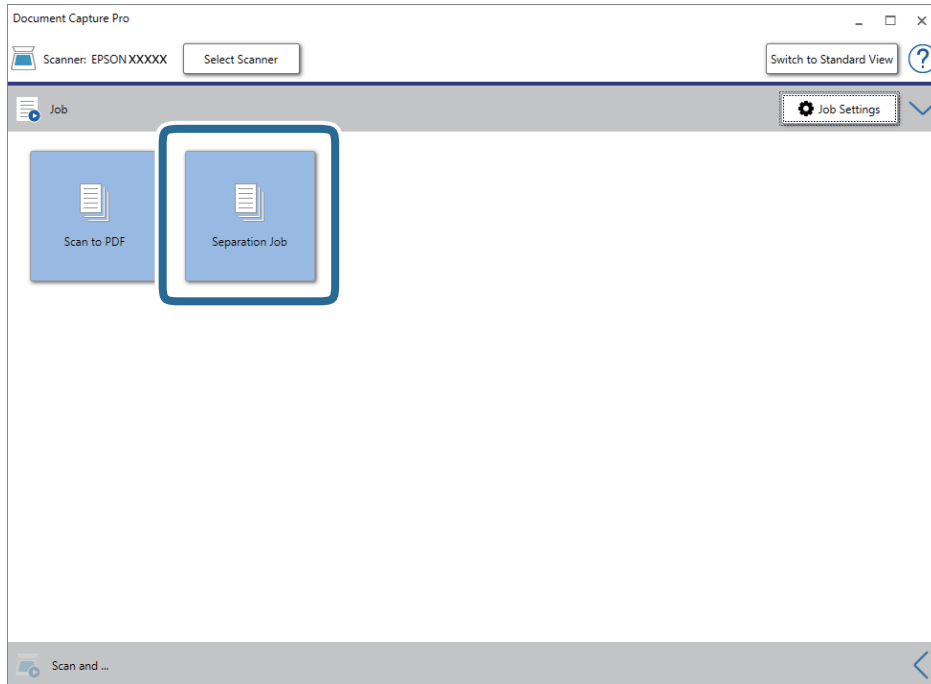 Document Capture Pro
Scanner: EPSON XXXXX
Select Scanner
Switch to Standard View
?
Job
Job Settings
Scan to PDF
Separation Job
Scan and ...